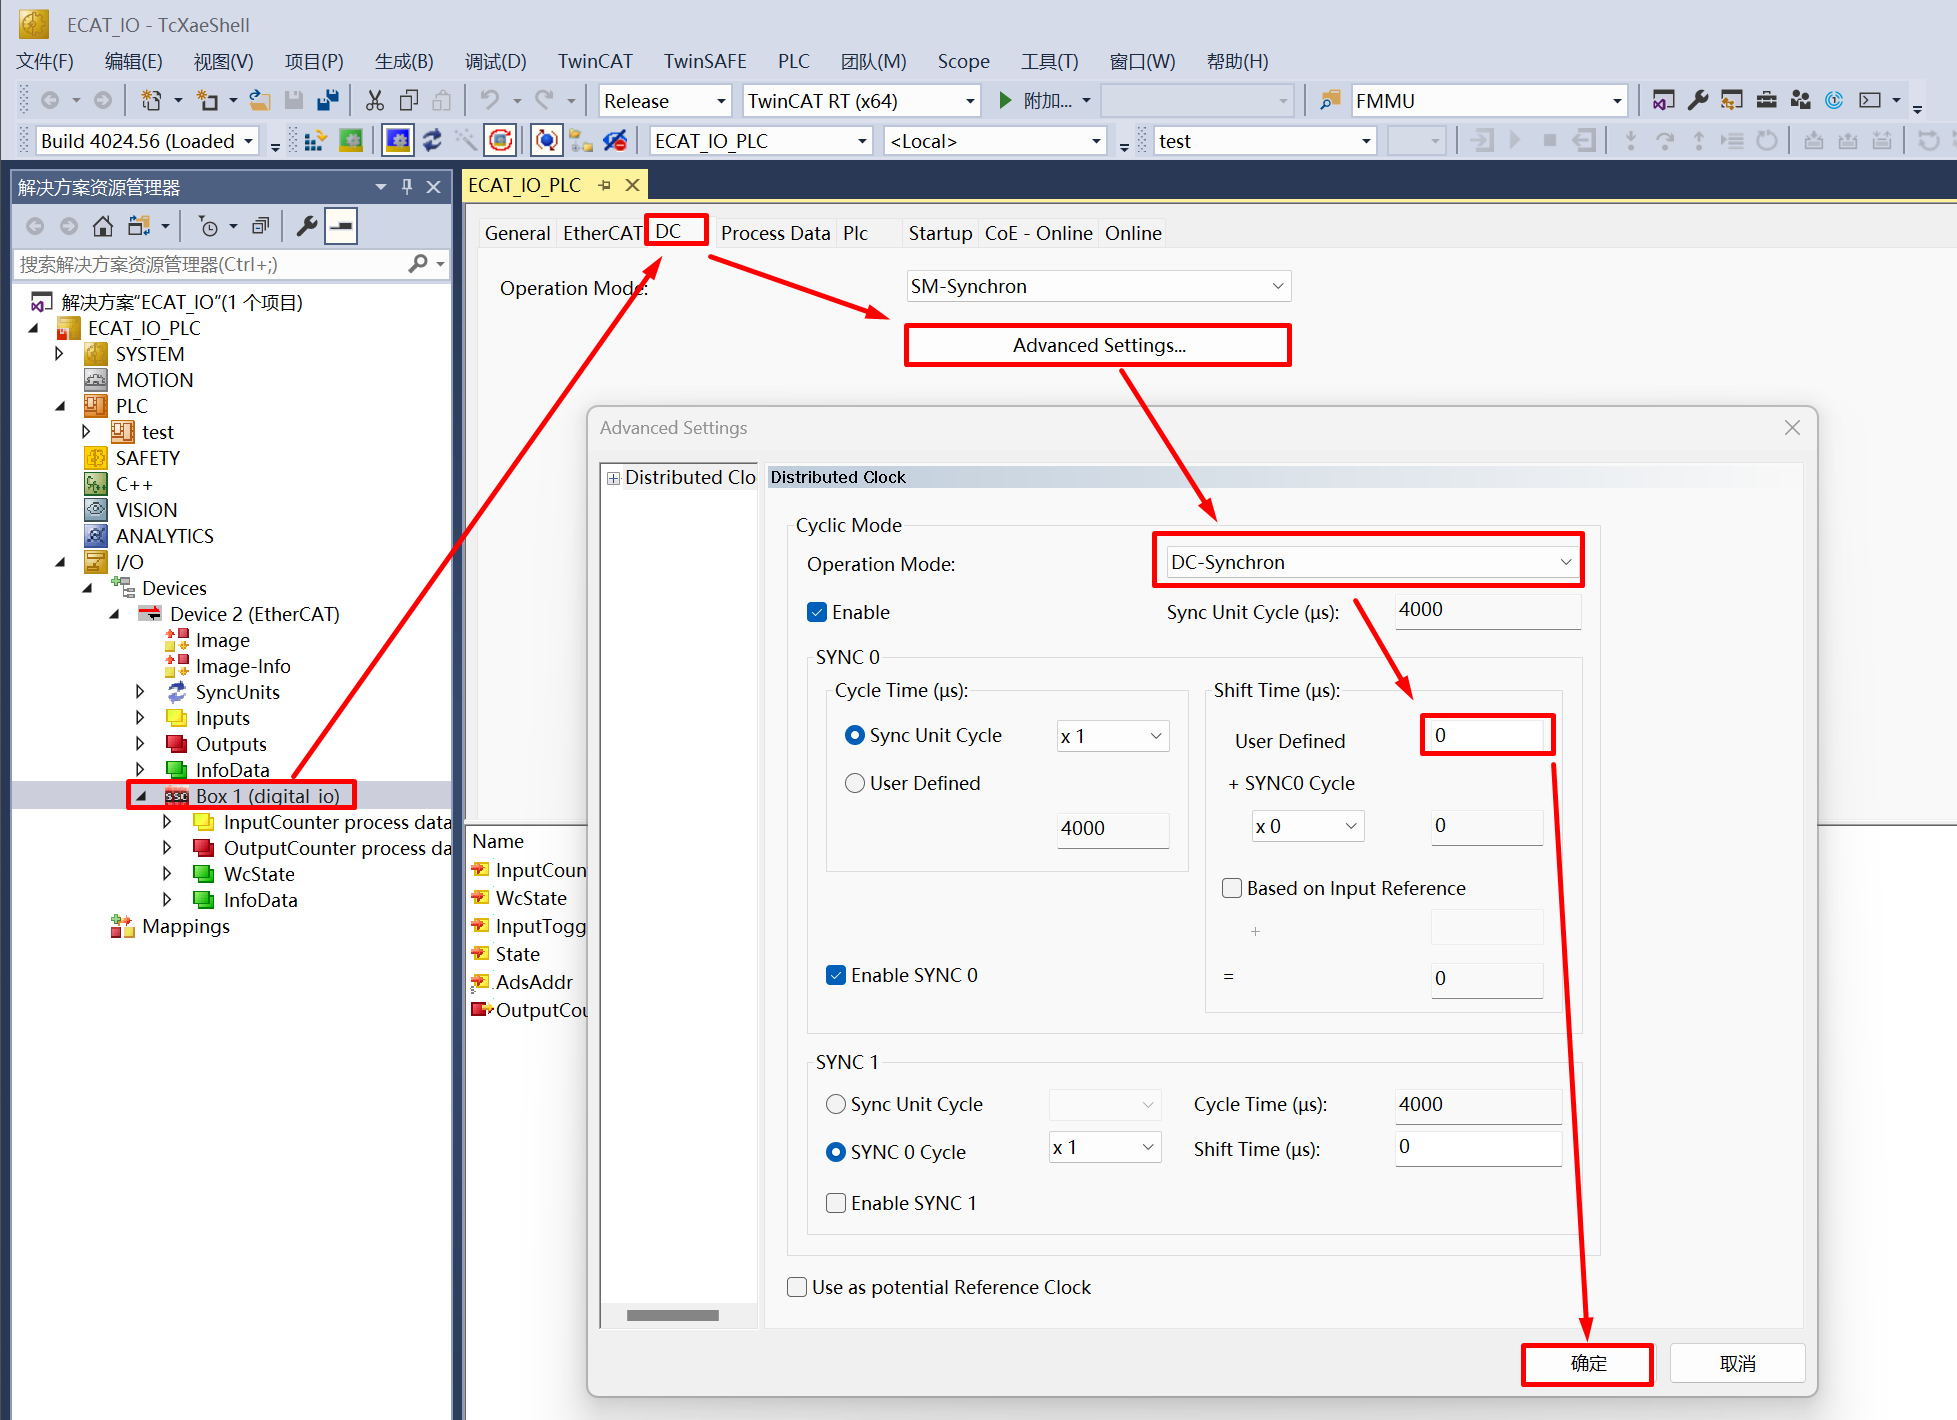 ECAT_IO - TcXaeShell
文件(F) 编辑(E) 视图(V) 项目(P) 生成(B) 调试(D) TwinCAT TwinSAFE PLC 团队(M) Scope 工具(T) 窗口(W) 帮助(H)
Release TwinCAT RT (x64) 附加... FMMU
Build 4024.56 (Loaded ECAT_IO_PLC <Local> test
解决方案资源管理器
搜索解决方案资源管理器(Ctrl+;)
解决方案"ECAT_IO"(1 个项目)
ECAT_IO_PLC
SYSTEM
MOTION
PLC
test
SAFETY
C++
VISION
ANALYTICS
I/O
Devices
Device 2 (EtherCAT)
Image
Image-Info
SyncUnits
Inputs
Outputs
InfoData
Box 1 (digital_io)
InputCounter process data
OutputCounter process da
WcState
InfoData
Mappings
ECAT_IO_PLC
General EtherCAT DC Process Data Plc Startup CoE - Online Online
Operation Mode: SM-Synchron
Advanced Settings...
Name
InputCoun
WcState
InputTogg
State
AdsAddr
OutputCou
Advanced Settings
Distributed Clo
Distributed Clock
Cyclic Mode
Operation Mode: DC-Synchron
Enable Sync Unit Cycle (µs): 4000
SYNC 0
Cycle Time (µs):
Sync Unit Cycle x 1
User Defined
4000
Shift Time (µs):
User Defined 0
+ SYNC0 Cycle
x 0 0
Based on Input Reference
+
= 0
Enable SYNC 0
SYNC 1
Sync Unit Cycle Cycle Time (µs): 4000
SYNC 0 Cycle x 1 Shift Time (µs): 0
Enable SYNC 1
Use as potential Reference Clock
确定 取消